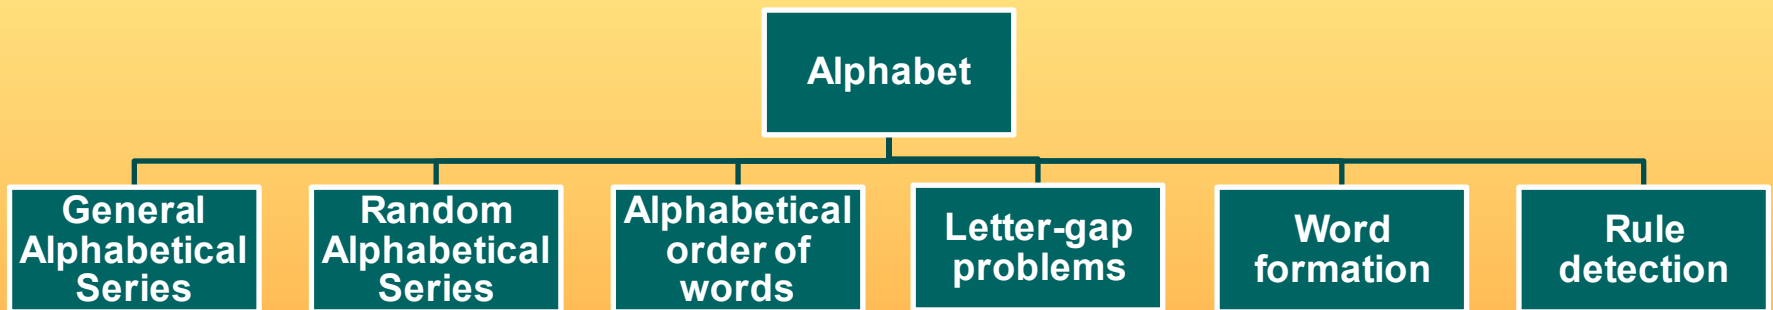 Alphabet
General
Alphabetical
Series
Random
Alphabetical
Series
Alphabetical
order of
words
Letter-gap
problems
Word
formation
Rule
detection